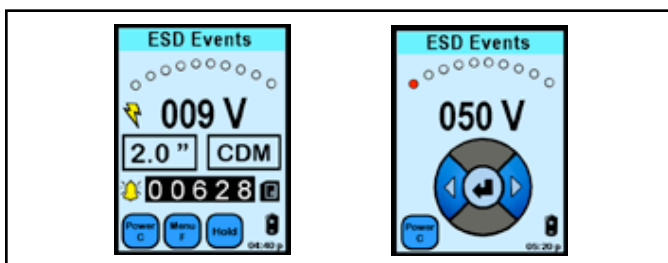 ESD Events
009 V
2.0 " CDM
00628
Power C Menu F Hold
04:40 p
ESD Events
050 V
Power C
05:20 p